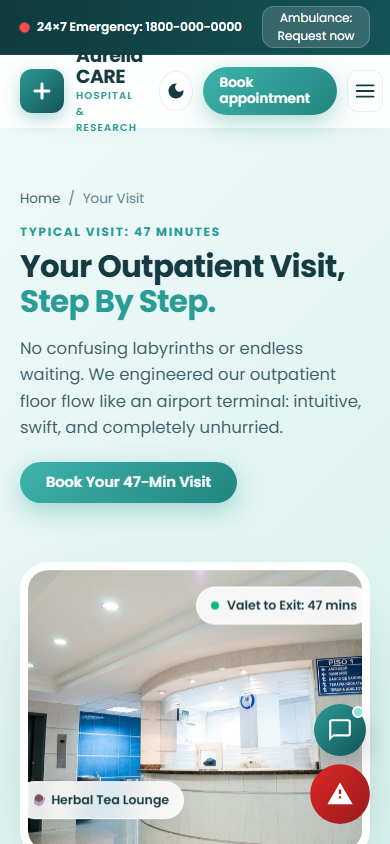 24×7 Emergency: 1800-000-0000
Ambulance:
Request now
Aurelia
CARE
HOSPITAL
&
RESEARCH
Book
appointment
Home / Your Visit
TYPICAL VISIT: 47 MINUTES
Your Outpatient Visit,
Step By Step.
No confusing labyrinths or endless
waiting. We engineered our outpatient
floor flow like an airport terminal: intuitive,
swift, and completely unhurried.
Book Your 47-Min Visit
Valet to Exit: 47 mins
PISO 1
Herbal Tea Lounge